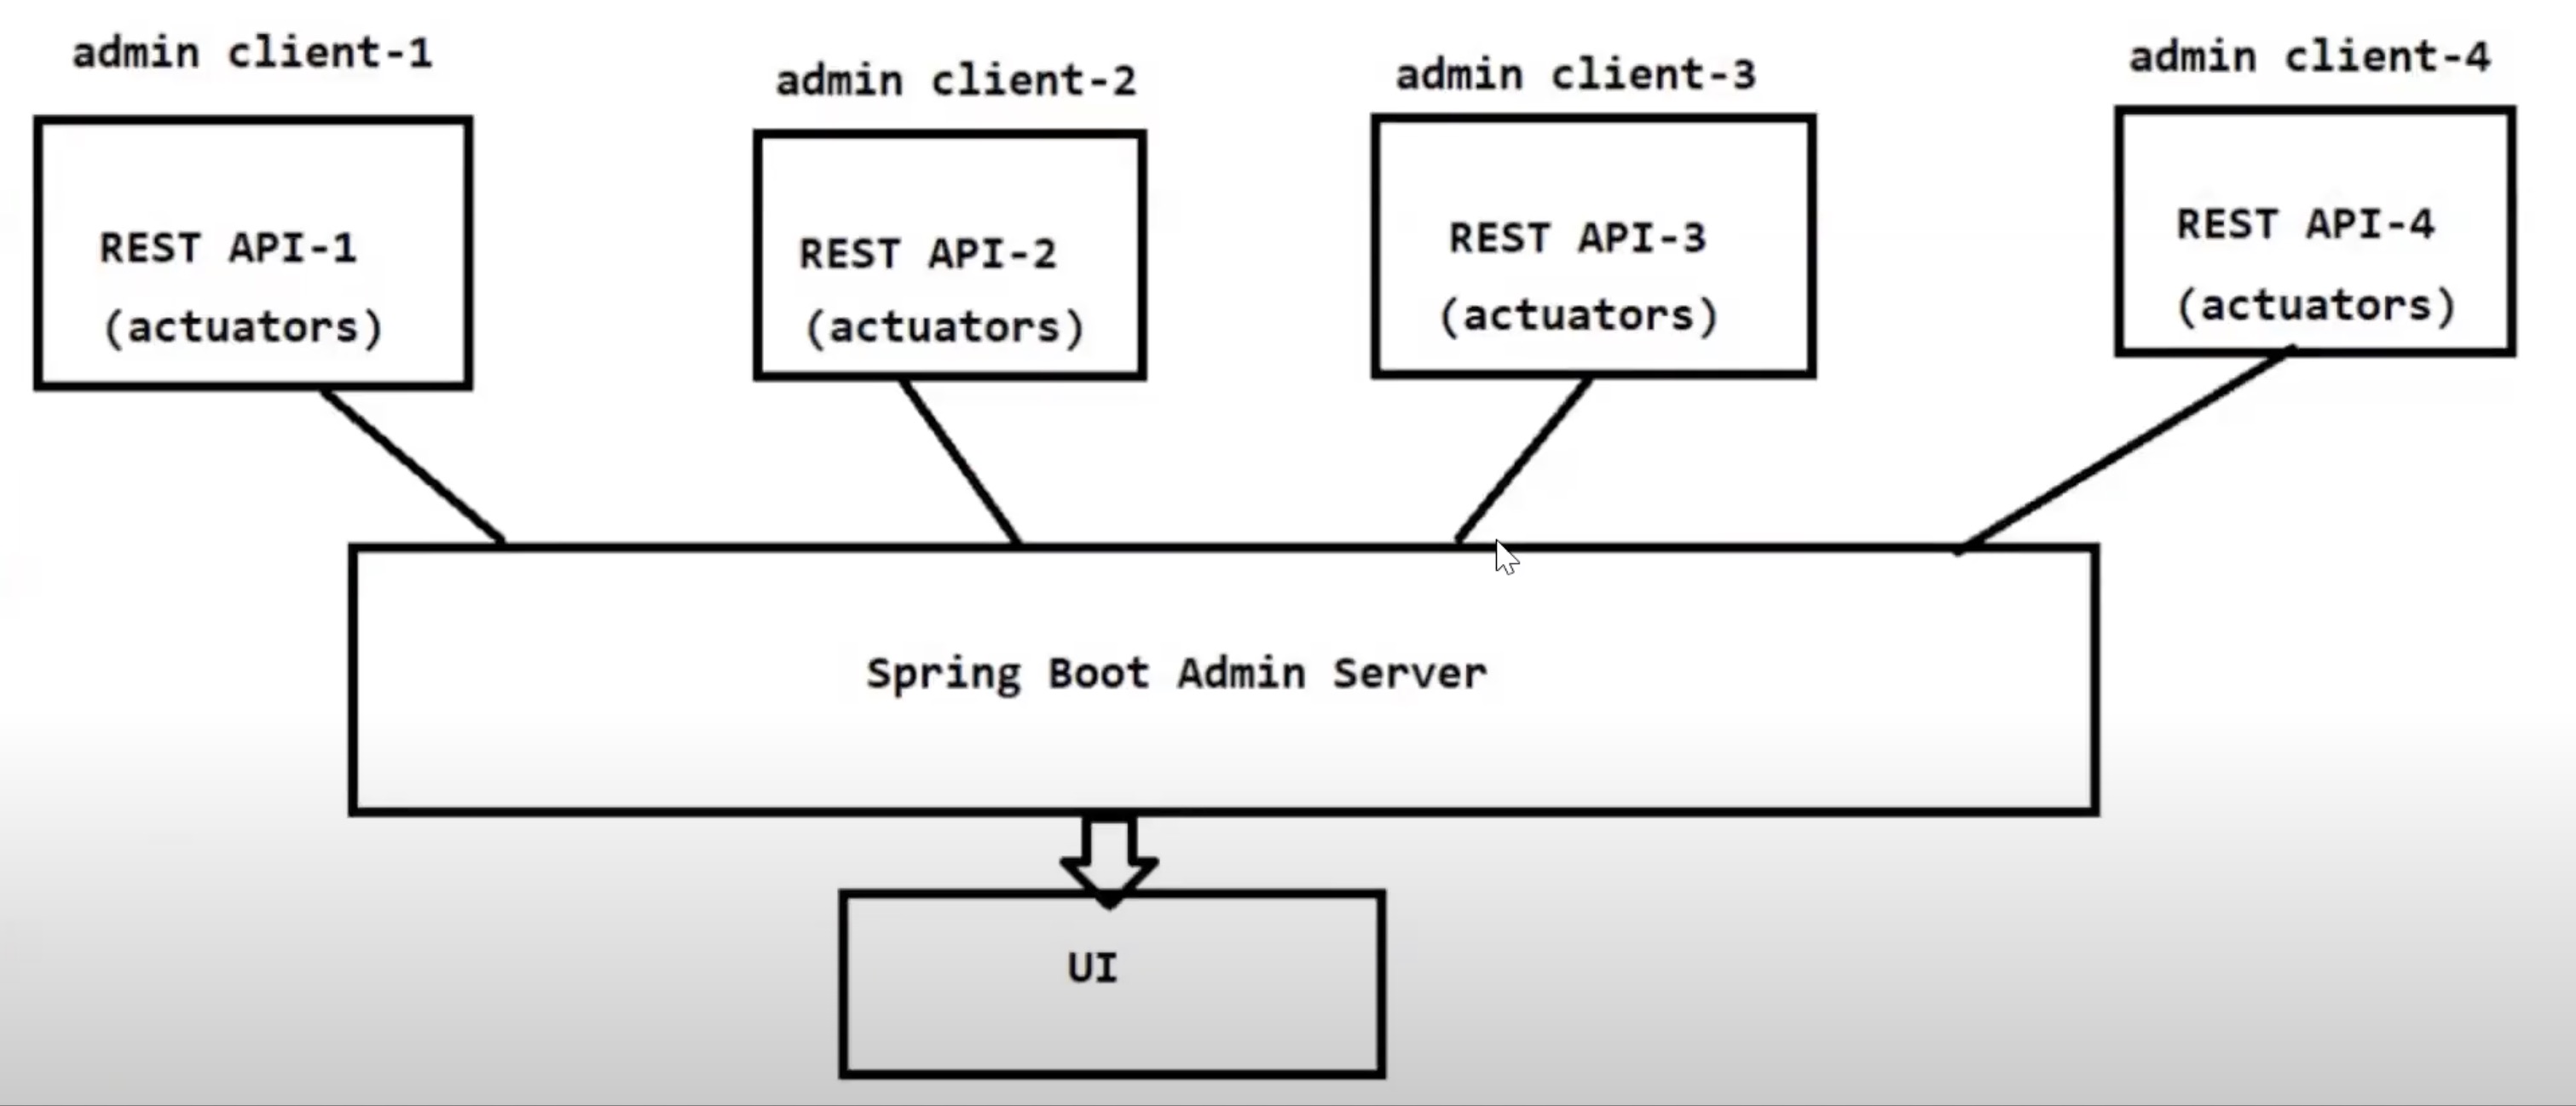 admin client-1
admin client-2
admin client-3
admin client-4
REST API-1
(actuators)
REST API-2
(actuators)
REST API-3
(actuators)
REST API-4
(actuators)
Spring Boot Admin Server
UI